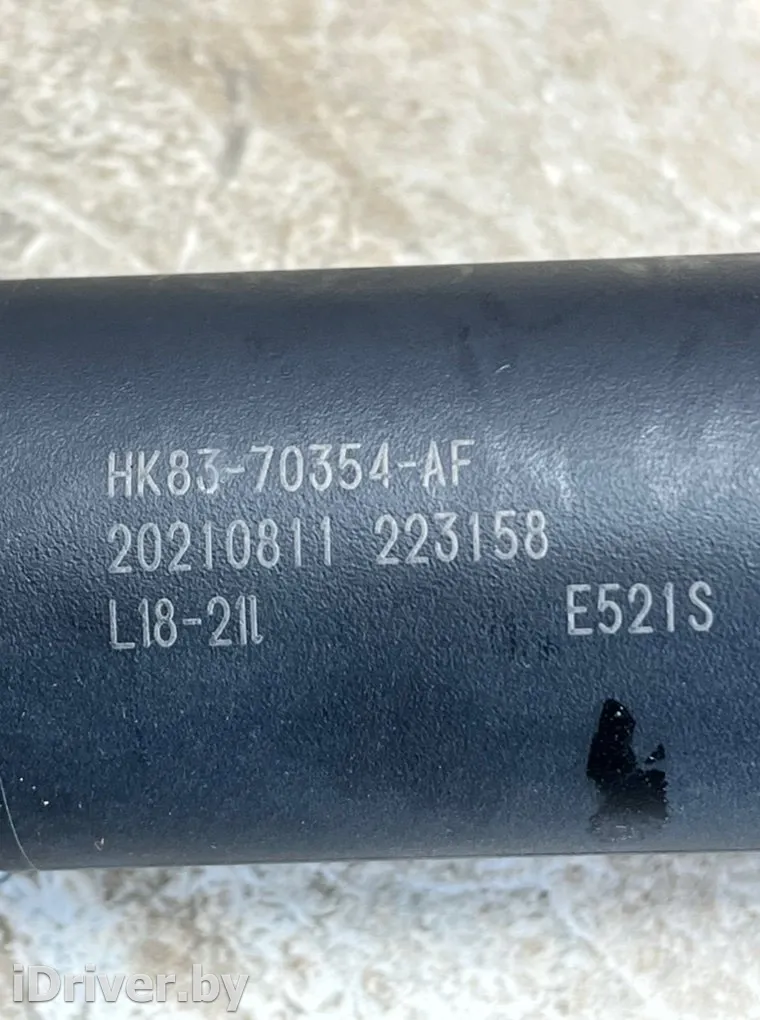 HK83-70354-AF
20210811 223158
L18-21l E521S
iDriver.by